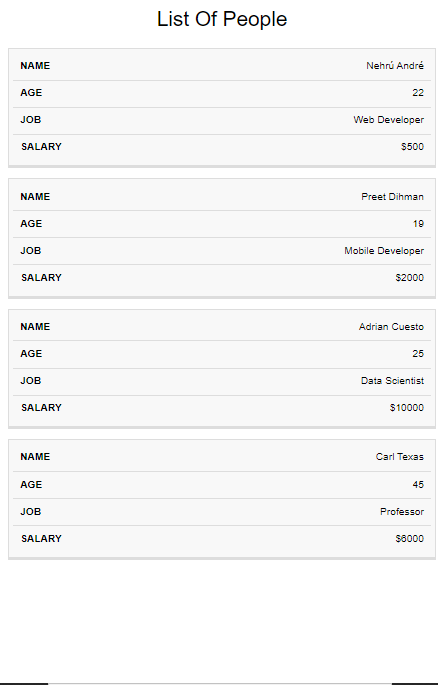 List Of People
NAME Nehrú André
AGE 22
JOB Web Developer
SALARY $500
NAME Preet Dihman
AGE 19
JOB Mobile Developer
SALARY $2000
NAME Adrian Cuesto
AGE 25
JOB Data Scientist
SALARY $10000
NAME Carl Texas
AGE 45
JOB Professor
SALARY $6000